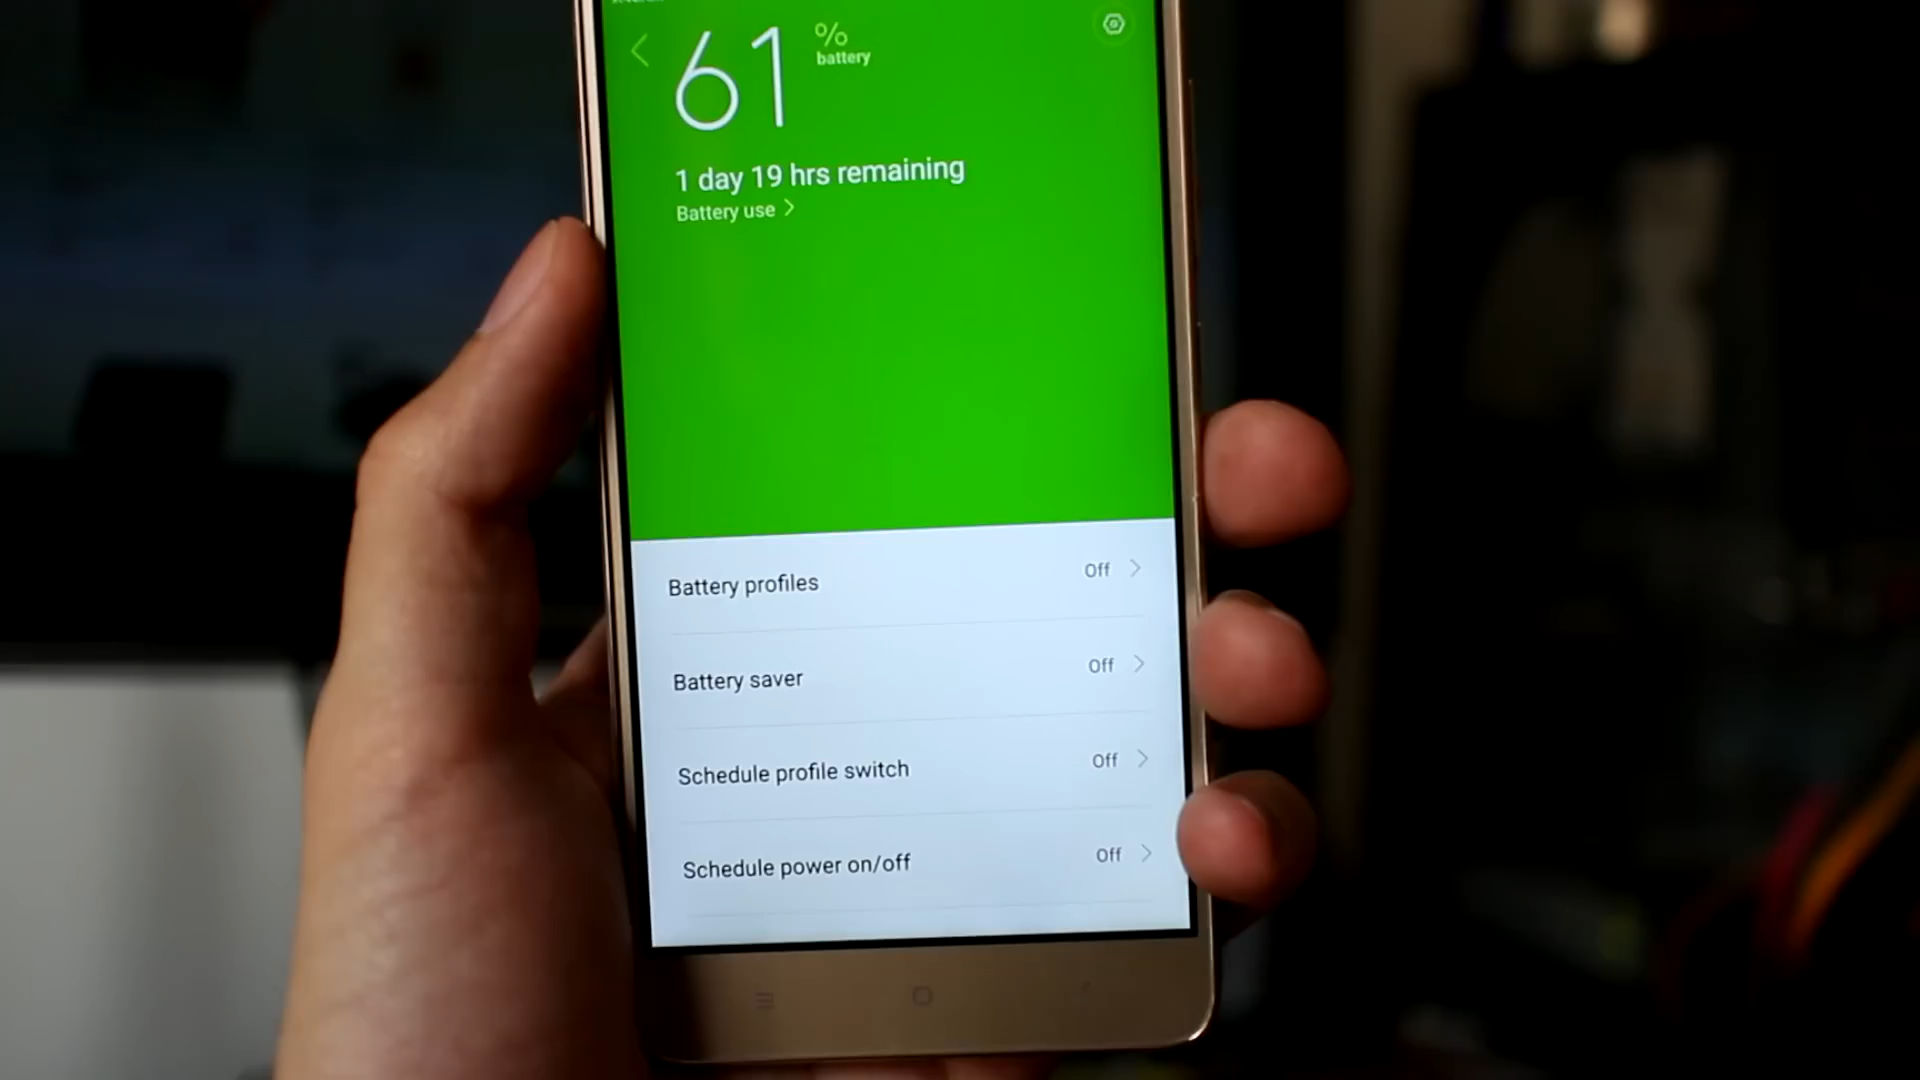 61 %
battery
1 day 19 hrs remaining
Battery use
Battery profiles Off
Battery saver Off
Schedule profile switch Off
Schedule power on/off Off